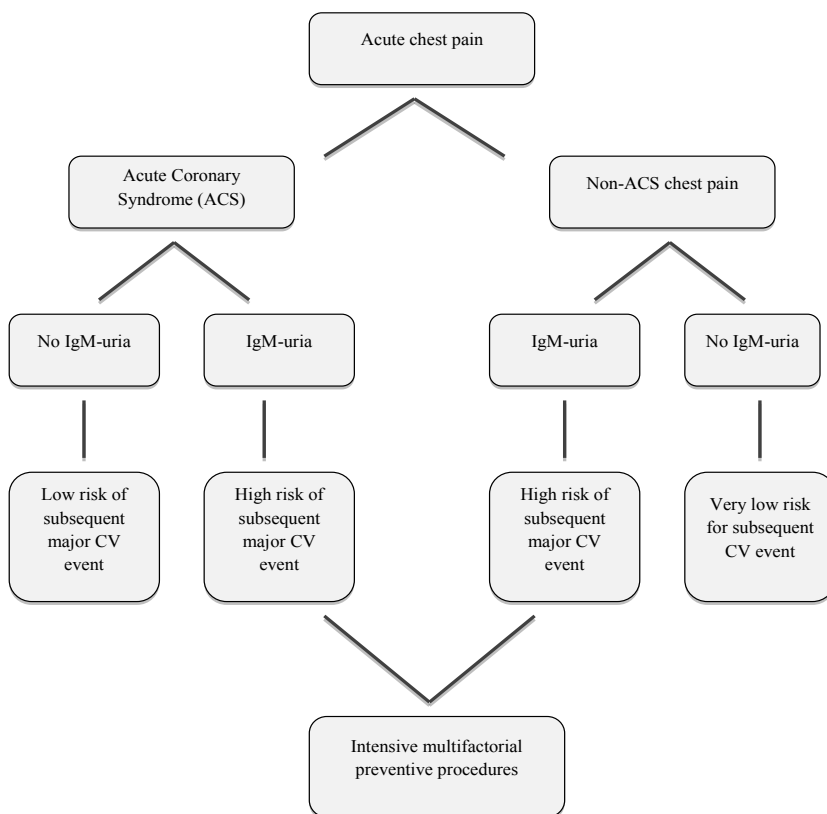 Acute chest pain
Acute Coronary
Syndrome (ACS)
Non-ACS chest pain
No IgM-uria
IgM-uria
IgM-uria
No IgM-uria
Low risk of
subsequent
major CV
event
High risk of
subsequent
major CV
event
High risk of
subsequent
major CV
event
Very low risk
for subsequent
CV event
Intensive multifactorial
preventive procedures